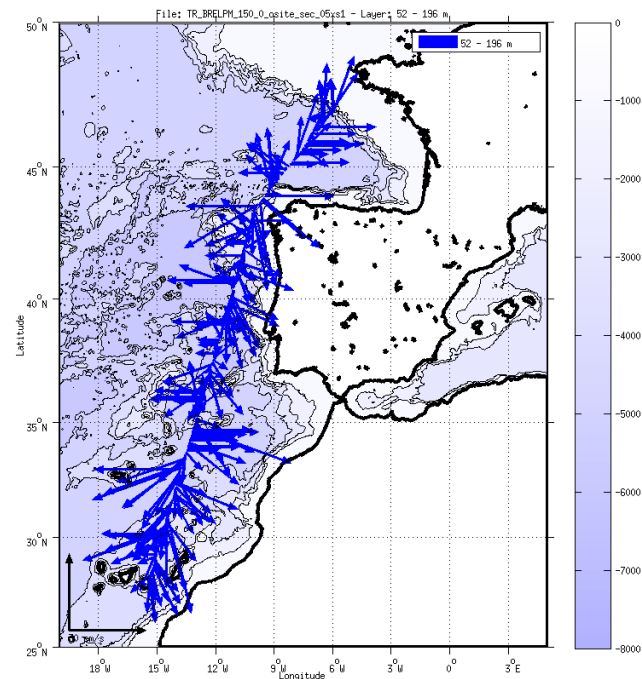 File: TR_BRELPM_150_0_osite_sec_05xs1 - Layer: 52 - 196 m
52 - 196 m
50°N
45°N
40°N
35°N
30°N
25°N
Latitude
18°W
15°W
12°W
9°W
6°W
3°W
0°
3°E
Longitude
0
-1000
-2000
-3000
-4000
-5000
-6000
-7000
-8000